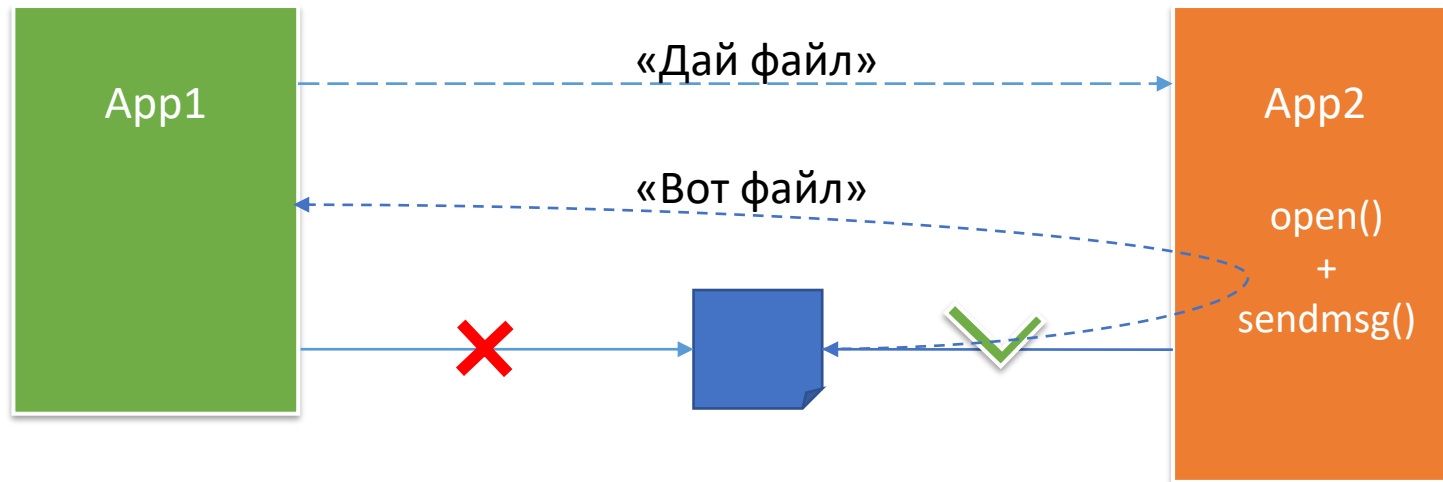 «Дай файл»
App1
App2
«Вот файл»
open()
+
sendmsg()